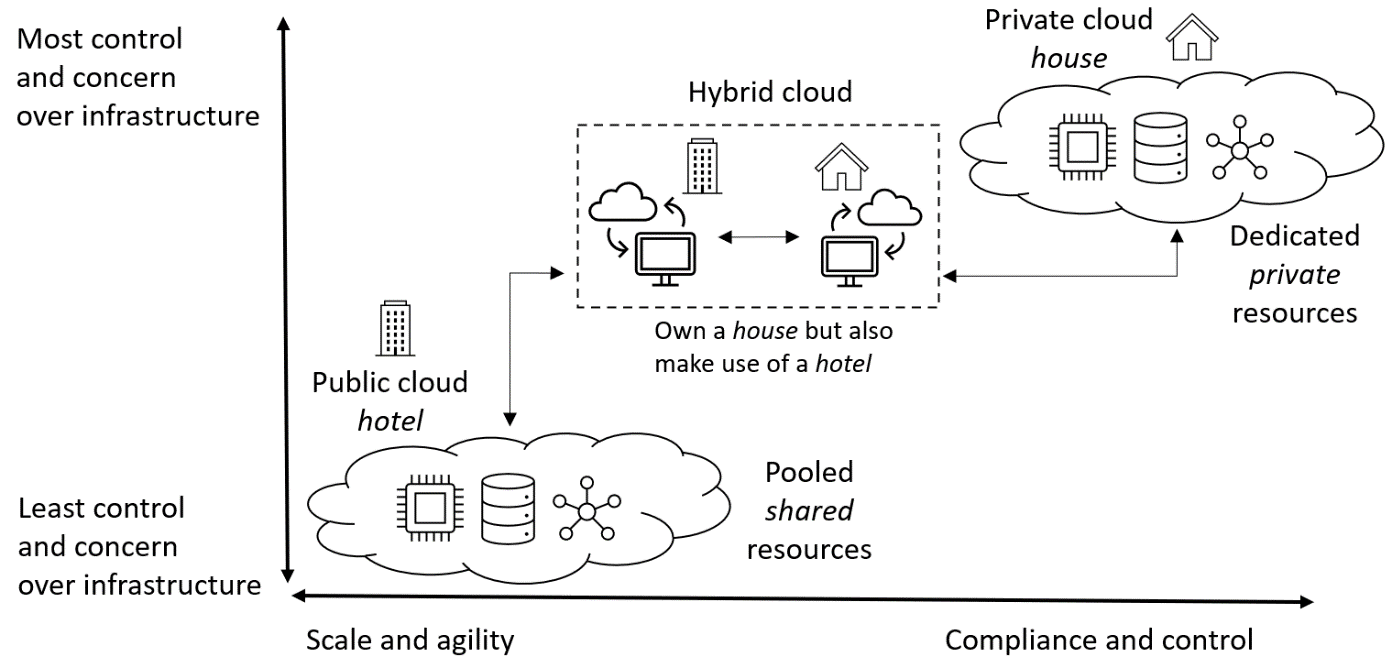 Most control
and concern
over infrastructure
Private cloud
house
Hybrid cloud
Dedicated
private
resources
Own a house but also
make use of a hotel
Public cloud
hotel
Pooled
shared
resources
Least control
and concern
over infrastructure
Scale and agility
Compliance and control